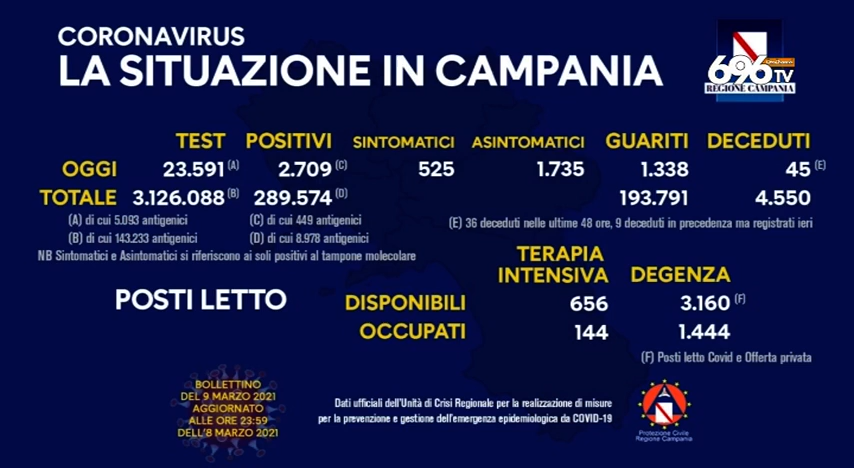 CORONAVIRUS
LA SITUAZIONE IN CAMPANIA
696 TV
REGIONE CAMPANIA
TEST POSITIVI SINTOMATICI ASINTOMATICI GUARITI DECEDUTI
OGGI 23.591 (A) 2.709 (C) 525 1.735 1.338 45 (E)
TOTALE 3.126.088 (B) 289.574 (D) 193.791 4.550
(A) di cui 5.093 antigenici (C) di cui 449 antigenici (E) 36 deceduti nelle ultime 48 ore, 9 deceduti in precedenza ma registrati ieri
(B) di cui 143.233 antigenici (D) di cui 8.978 antigenici
NB Sintomatici e Asintomatici si riferiscono ai soli positivi al tampone molecolare
TERAPIA
INTENSIVA DEGENZA
POSTI LETTO
DISPONIBILI 656 3.160 (F)
OCCUPATI 144 1.444
(F) Posti letto Covid e Offerta privata
BOLLETTINO
DEL 9 MARZO 2021
AGGIORNATO
ALLE ORE 23:59
DELL'8 MARZO 2021
Dati ufficiali dell'Unità di Crisi Regionale per la realizzazione di misure
per la prevenzione e gestione dell'emergenza epidemiologica da COVID-19
Protezione Civile
Regione Campania